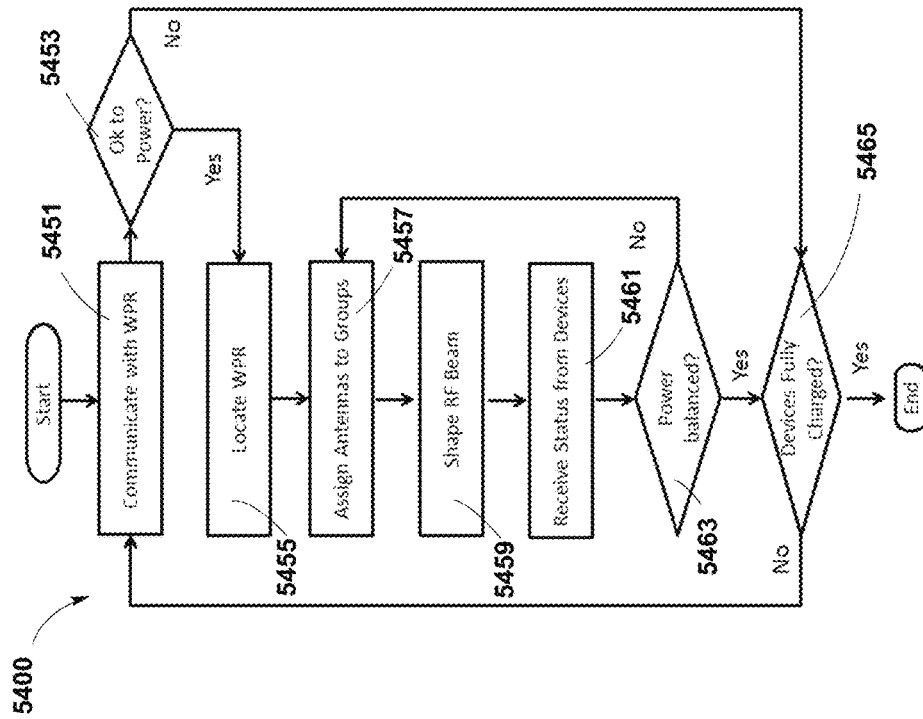 5400
Start
Communicate with WPR
5451
Ok to
Power?
5453
No
Yes
Locate WPR
5455
Assign Antennas to Groups
5457
Shape RF Beam
5459
Receive Status from Devices
5461
Power
balanced?
5463
No
Yes
Devices Fully
Charged?
5465
No
Yes
End